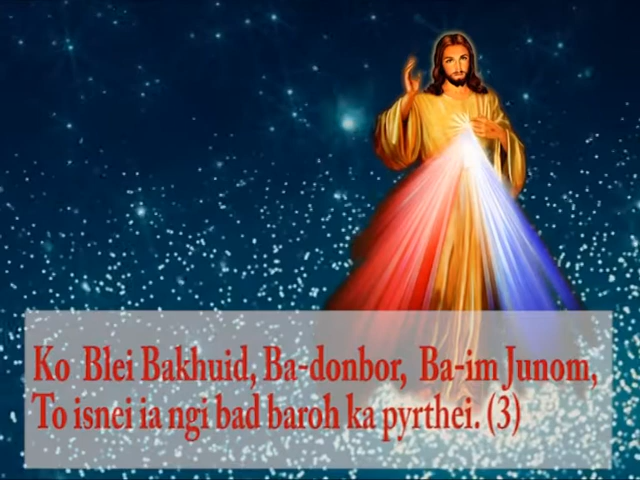 Ko Blei Bakhuid, Ba-donbor, Ba-im Junom,
To isnei ia ngi bad baroh ka pyrthei. (3)